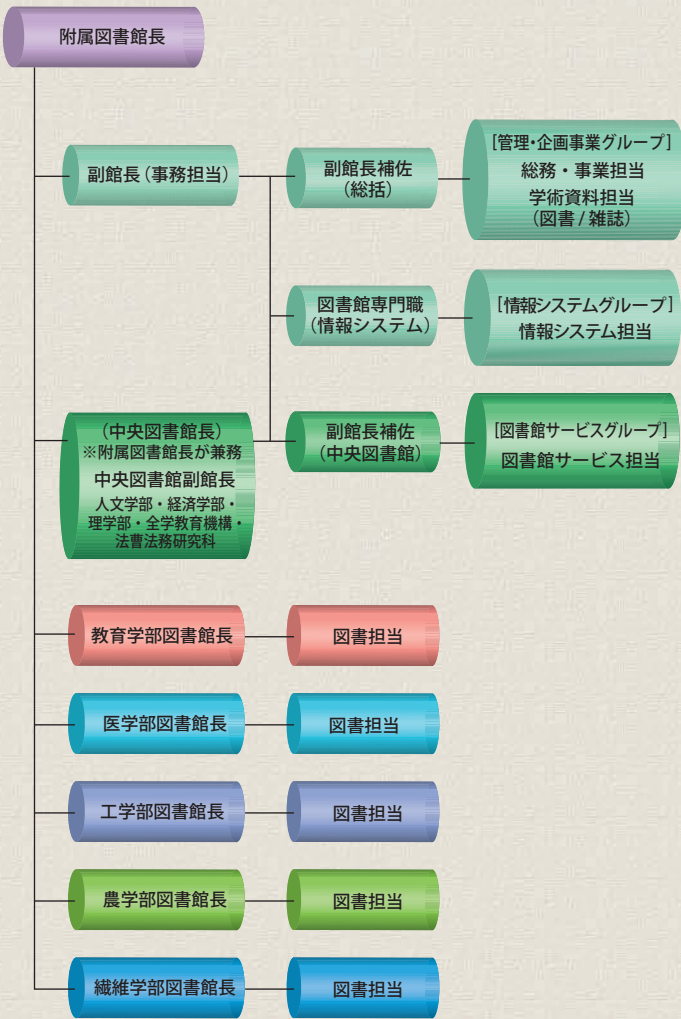 附属図書館長
副館長（事務担当）
副館長補佐
（総括）
[管理・企画事業グループ]
総務・事業担当
学術資料担当
（図書 / 雑誌）
図書館専門職
（情報システム）
[情報システムグループ]
情報システム担当
（中央図書館長）
※附属図書館長が兼務
中央図書館副館長
人文学部・経済学部・
理学部・全学教育機構・
法曹法務研究科
副館長補佐
（中央図書館）
[図書館サービスグループ]
図書館サービス担当
教育学部図書館長
図書担当
医学部図書館長
図書担当
工学部図書館長
図書担当
農学部図書館長
図書担当
繊維学部図書館長
図書担当